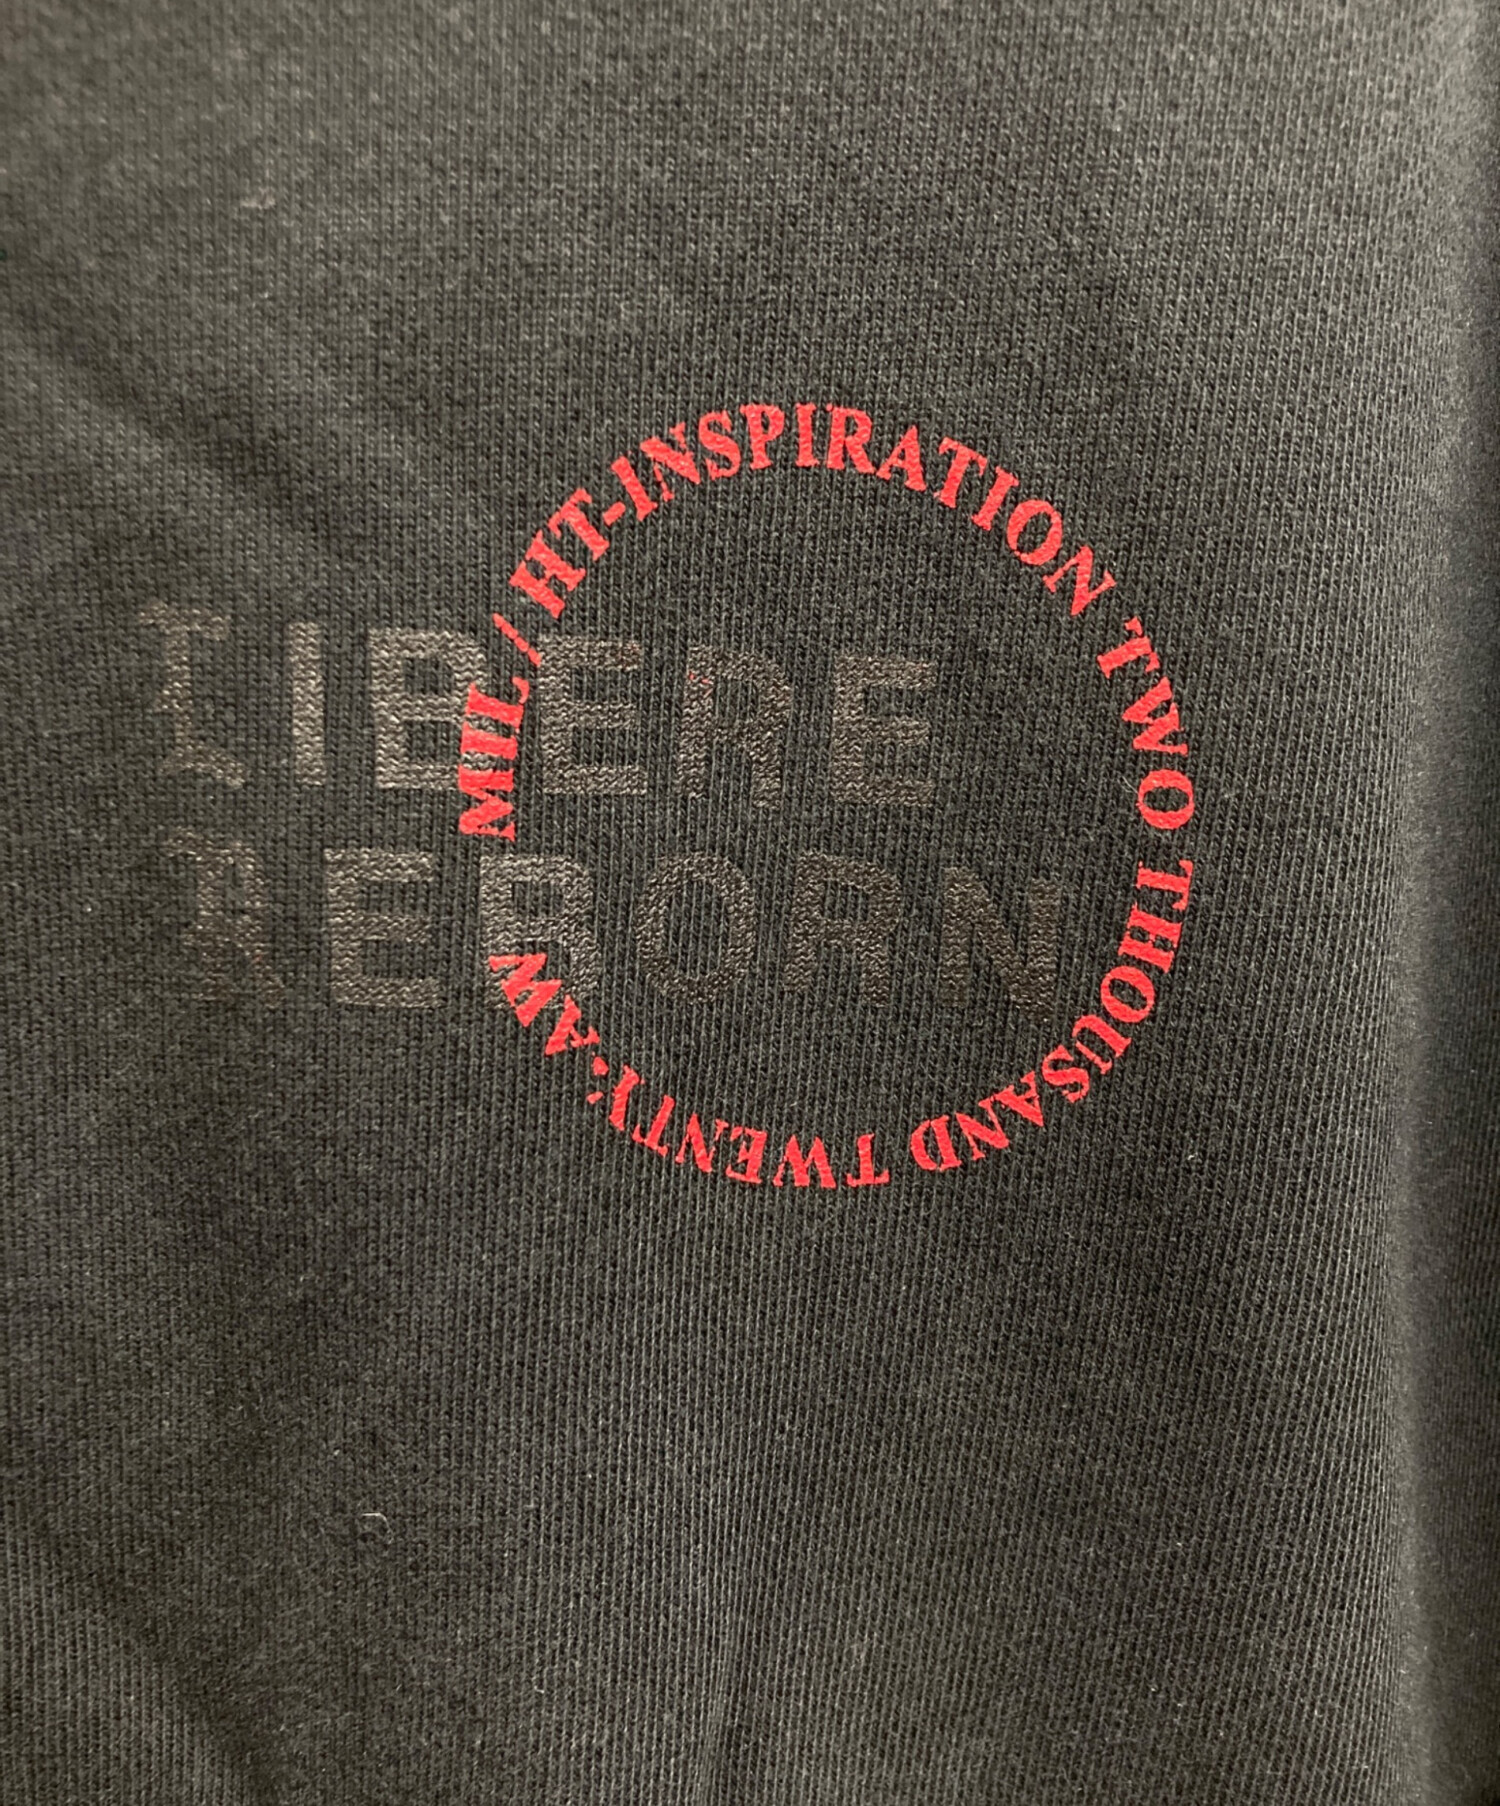 MIL / HT-INSPIRATION TWO THOUSAND TWENTY:AW
LIBERE
REBORN